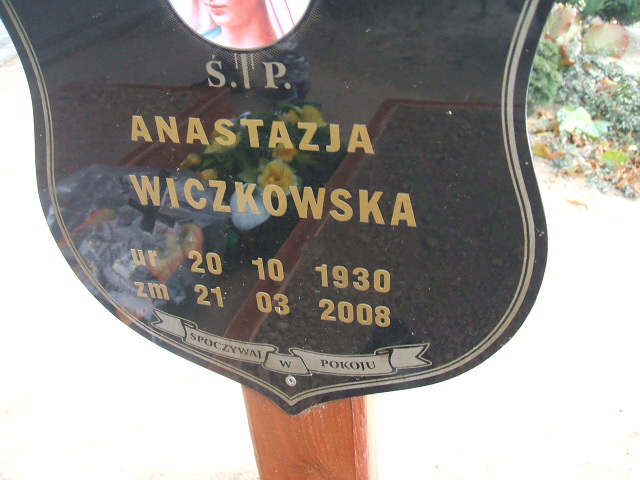 Ś. P.
ANASTAZJA
WICZKOWSKA
ur 20 10 1930
zm 21 03 2008
SPOCZYWAJ W POKOJU